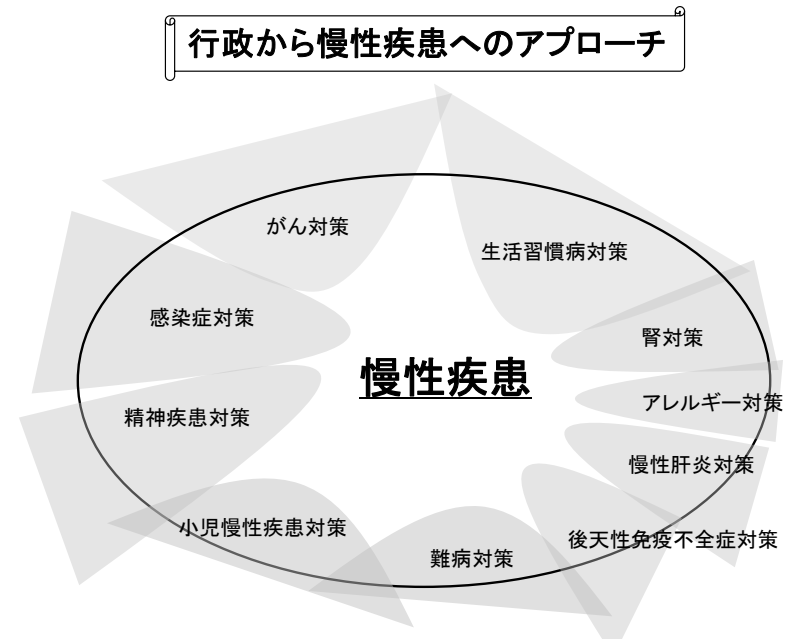 行政から慢性疾患へのアプローチ
がん対策
生活習慣病対策
感染症対策
腎対策
慢性疾患
アレルギー対策
精神疾患対策
慢性肝炎対策
小児慢性疾患対策
後天性免疫不全症対策
難病対策